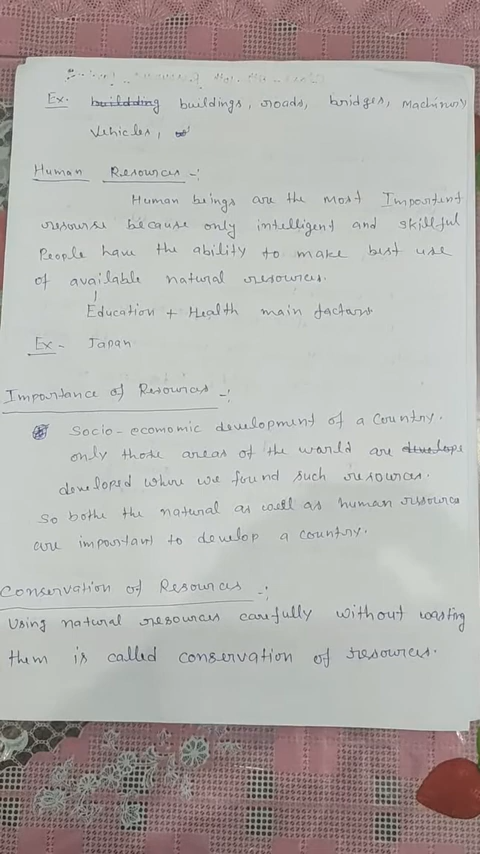 Ex. buildings, roads, bridges, Machinary
Vehicles,
Human Resources -:
Human beings are the most Important
resourse because only intelligent and skillful
People have the ability to make best use
of available natural resources.
Education + Health main factors
Ex - Japan
Importance of Resources -:
Socio-economic development of a country.
only those areas of the world are
developed where we found such resources.
So bothe the natural as well as human resource
are important to develop a country.
Conservation of Resources -:
Using natural resources carefully without wasting
them is called conservation of resources.